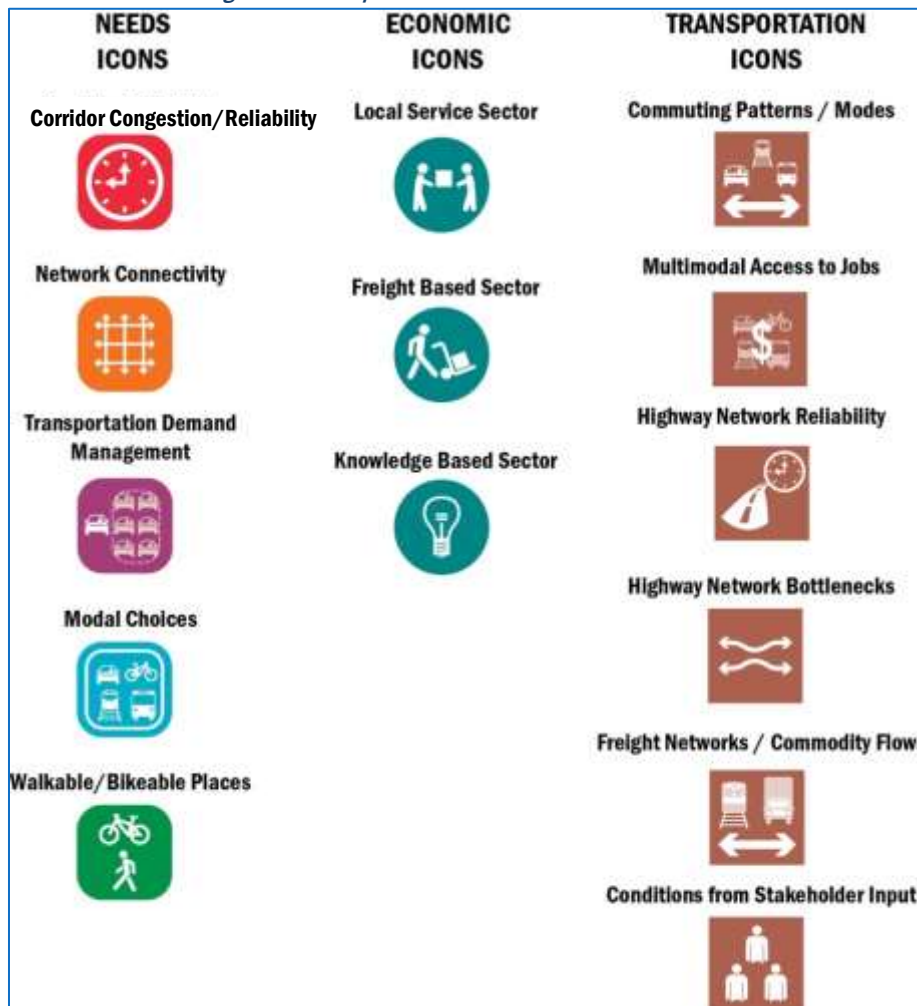 NEEDS
ICONS
Corridor Congestion/Reliability
Network Connectivity
Transportation Demand
Management
Modal Choices
Walkable/Bikeable Places
ECONOMIC
ICONS
Local Service Sector
Freight Based Sector
Knowledge Based Sector
TRANSPORTATION
ICONS
Commuting Patterns / Modes
Multimodal Access to Jobs
$
Highway Network Reliability
Highway Network Bottlenecks
Freight Networks / Commodity Flow
Conditions from Stakeholder Input